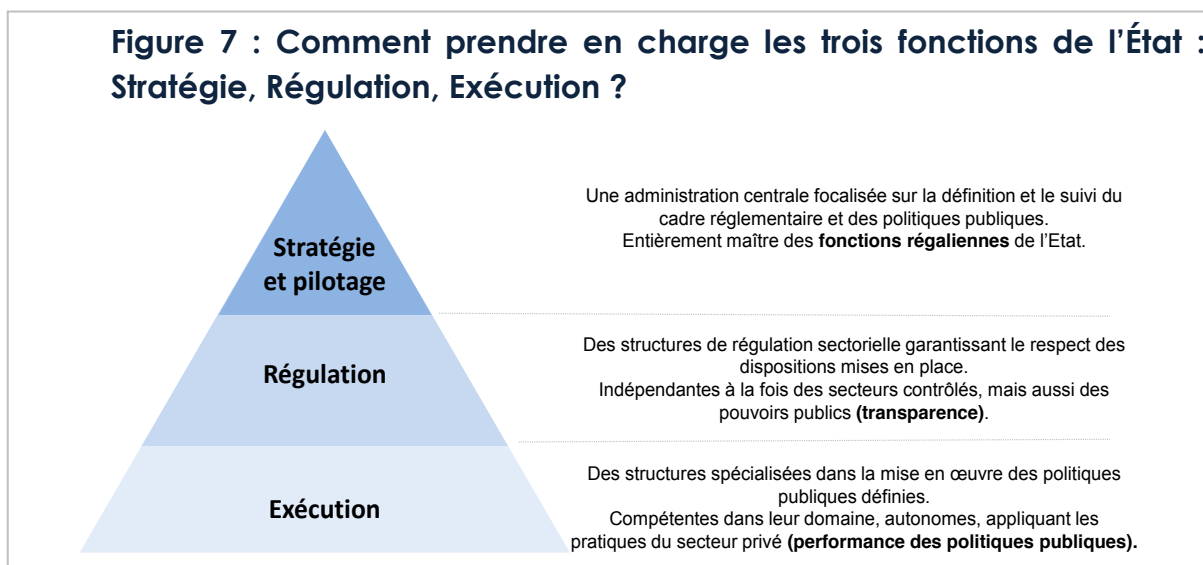 Figure 7 : Comment prendre en charge les trois fonctions de l’État :
Stratégie, Régulation, Exécution ?
Stratégie
et pilotage
Une administration centrale focalisée sur la définition et le suivi du
cadre réglementaire et des politiques publiques.
Entièrement maître des fonctions régaliennes de l’Etat.
Régulation
Des structures de régulation sectorielle garantissant le respect des
dispositions mises en place.
Indépendantes à la fois des secteurs contrôlés, mais aussi des
pouvoirs publics (transparence).
Exécution
Des structures spécialisées dans la mise en œuvre des politiques
publiques définies.
Compétentes dans leur domaine, autonomes, appliquant les
pratiques du secteur privé (performance des politiques publiques).